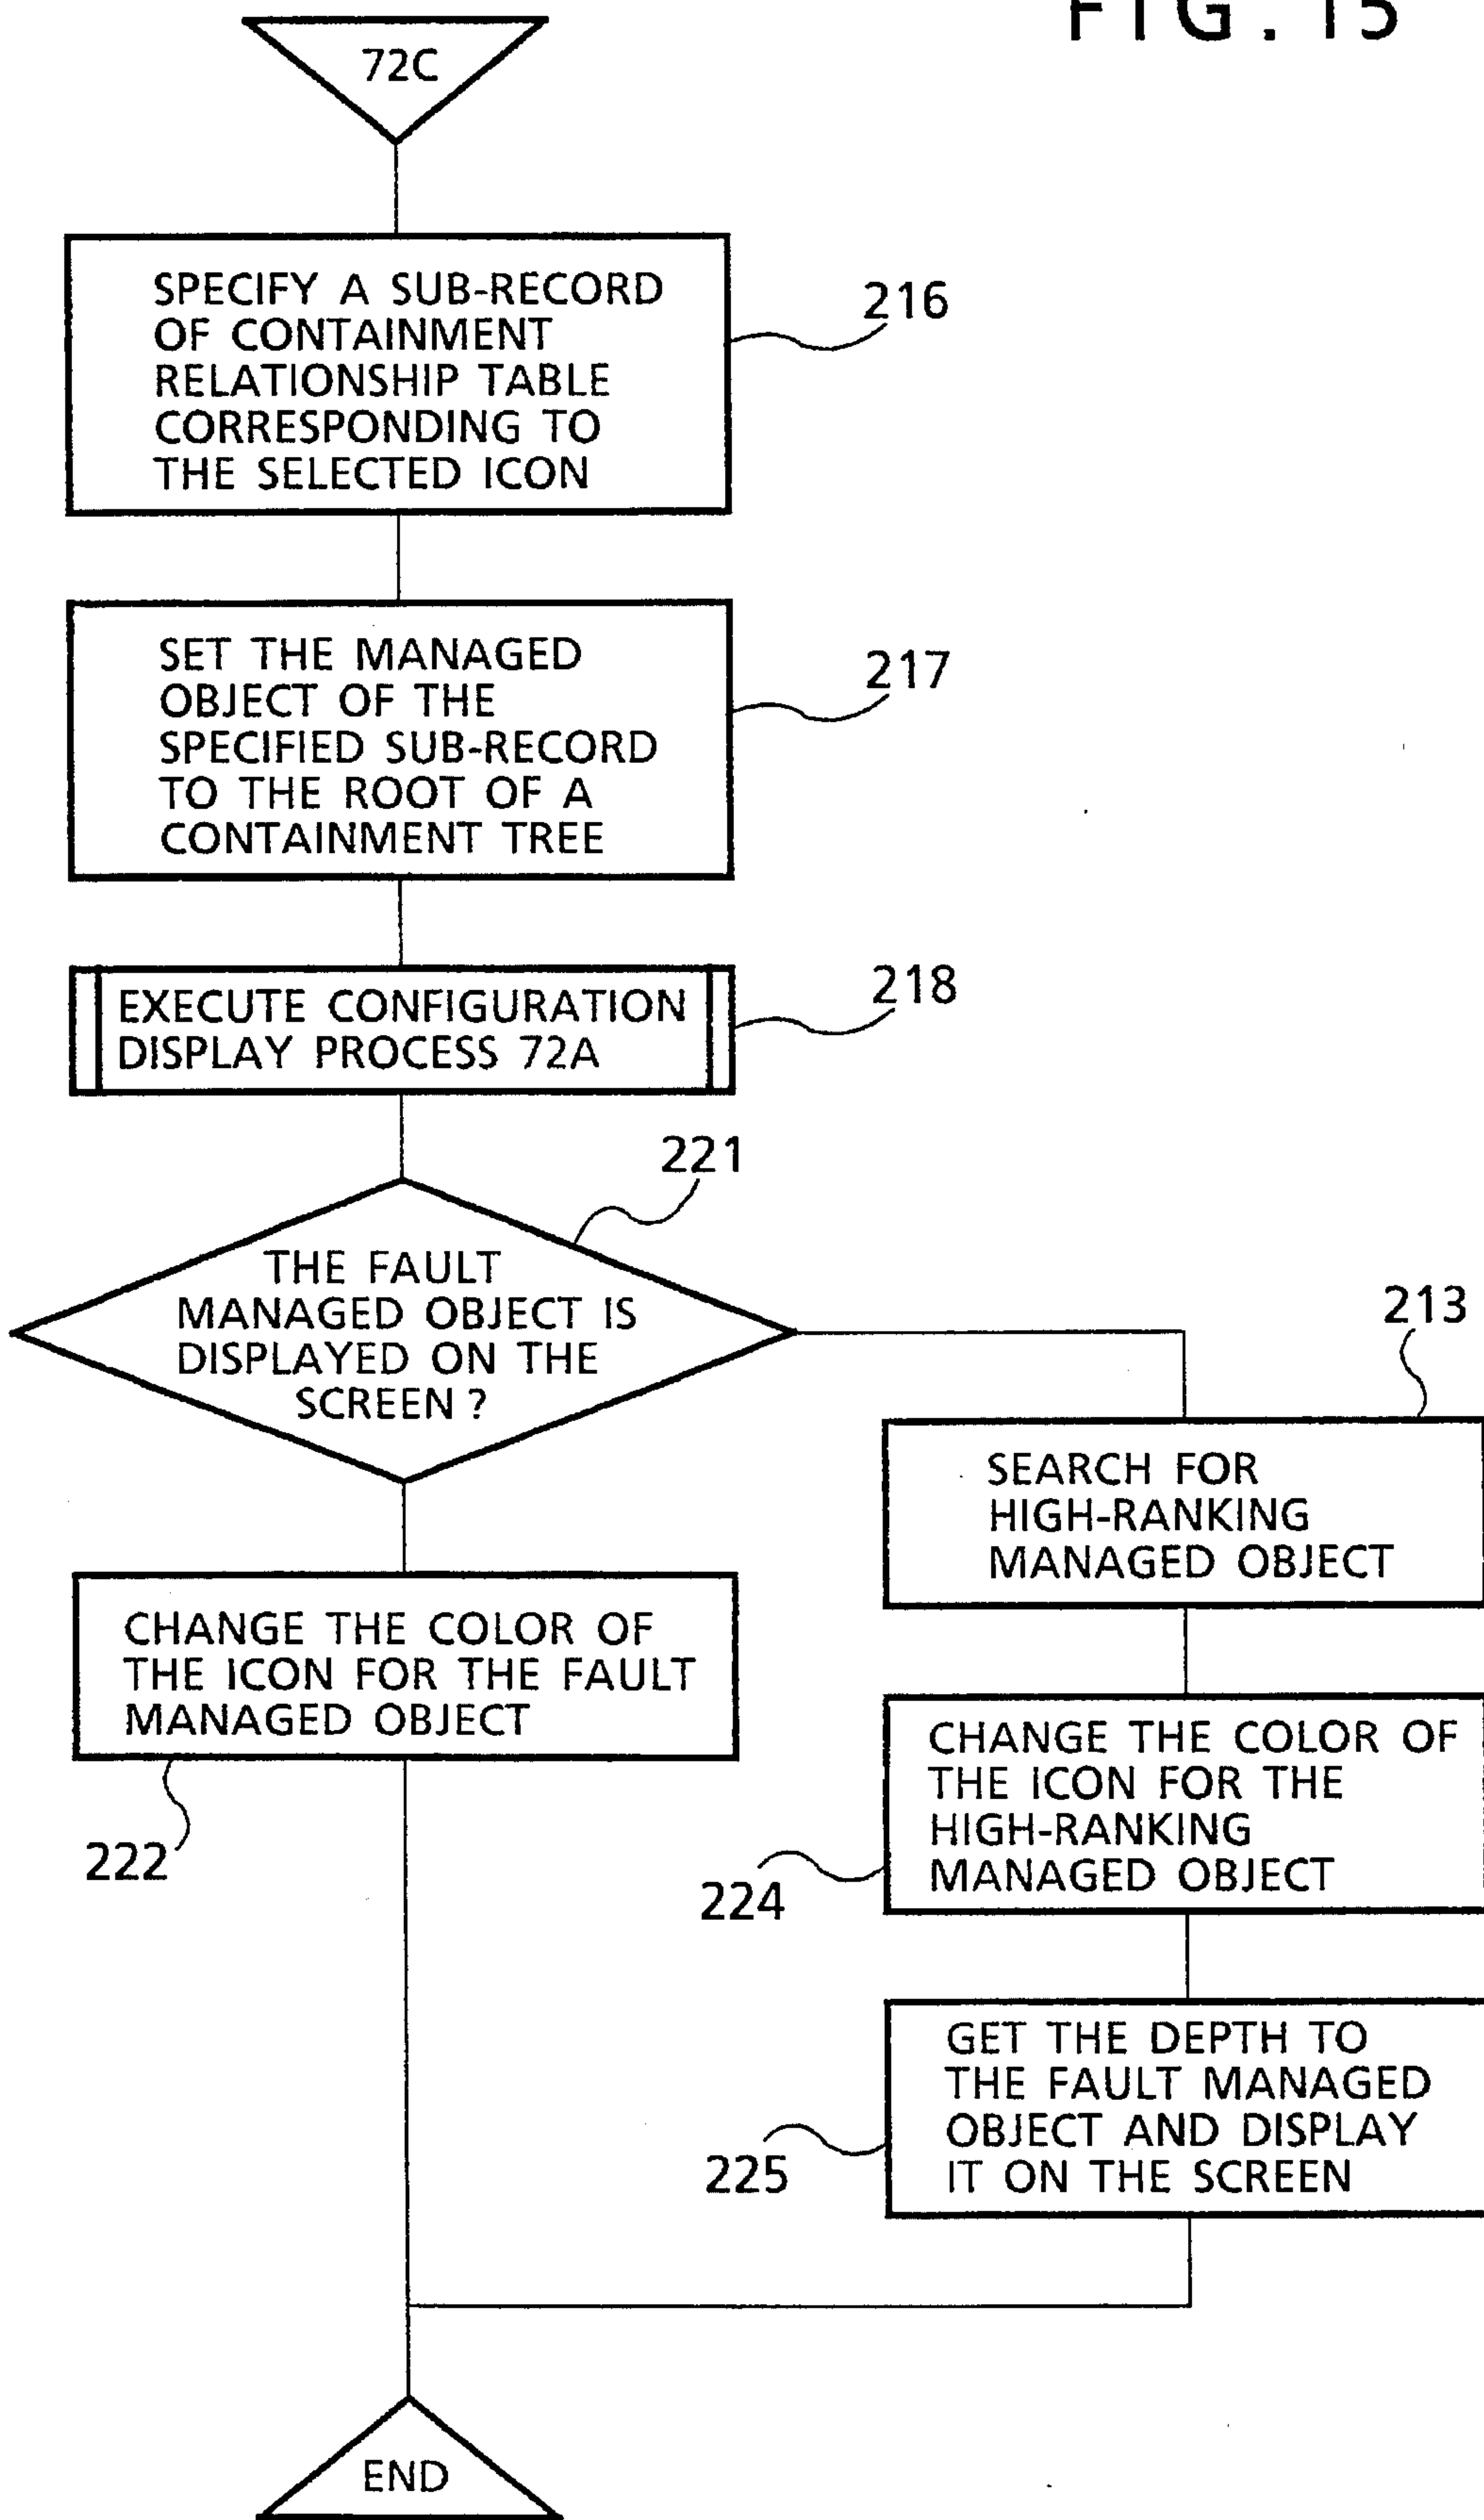 FIG. 15
72C
SPECIFY A SUB-RECORD
OF CONTAINMENT
RELATIONSHIP TABLE
CORRESPONDING TO
THE SELECTED ICON
216
SET THE MANAGED
OBJECT OF THE
SPECIFIED SUB-RECORD
TO THE ROOT OF A
CONTAINMENT TREE
217
EXECUTE CONFIGURATION
DISPLAY PROCESS 72A
218
221
THE FAULT
MANAGED OBJECT IS
DISPLAYED ON THE
SCREEN?
213
SEARCH FOR
HIGH-RANKING
MANAGED OBJECT
CHANGE THE COLOR OF
THE ICON FOR THE FAULT
MANAGED OBJECT
222
CHANGE THE COLOR OF
THE ICON FOR THE
HIGH-RANKING
MANAGED OBJECT
224
GET THE DEPTH TO
THE FAULT MANAGED
OBJECT AND DISPLAY
IT ON THE SCREEN
225
END